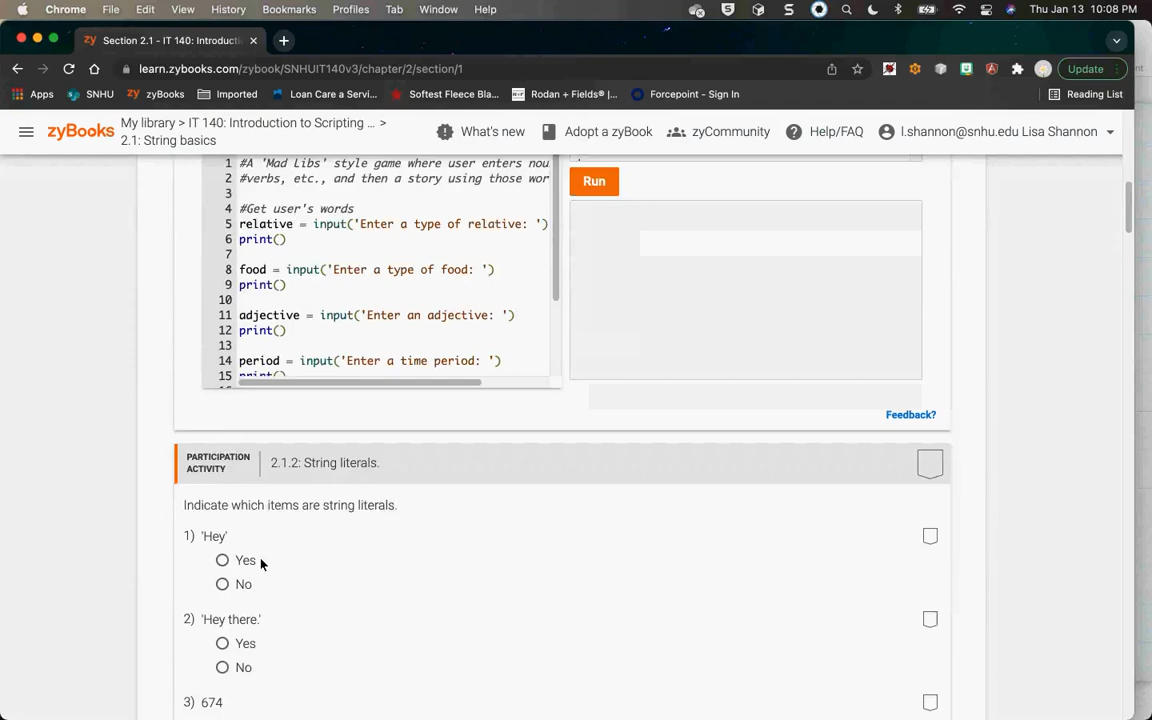 Chrome File Edit View History Bookmarks Profiles Tab Window Help Thu Jan 13 10:08 PM
Section 2.1 - IT 140: Introducti
learn.zybooks.com/zybook/SNHUIT140v3/chapter/2/section/1 Update
Apps SNHU zyBooks Imported Loan Care a Servi... Softest Fleece Bla... Rodan + Fields® |... Forcepoint - Sign In Reading List
zyBooks My library > IT 140: Introduction to Scripting ... > What's new Adopt a zyBook zyCommunity Help/FAQ l.shannon@snhu.edu Lisa Shannon
2.1: String basics
1 #A 'Mad Libs' style game where user enters nou
2 #verbs, etc., and then a story using those wor
3
4 #Get user's words
5 relative = input('Enter a type of relative: ')
6 print()
7
8 food = input('Enter a type of food: ')
9 print()
10
11 adjective = input('Enter an adjective: ')
12 print()
13
14 period = input('Enter a time period: ')
15 print()
Run
Feedback?
PARTICIPATION
ACTIVITY
2.1.2: String literals.
Indicate which items are string literals.
1) 'Hey'
Yes
No
2) 'Hey there.'
Yes
No
3) 674